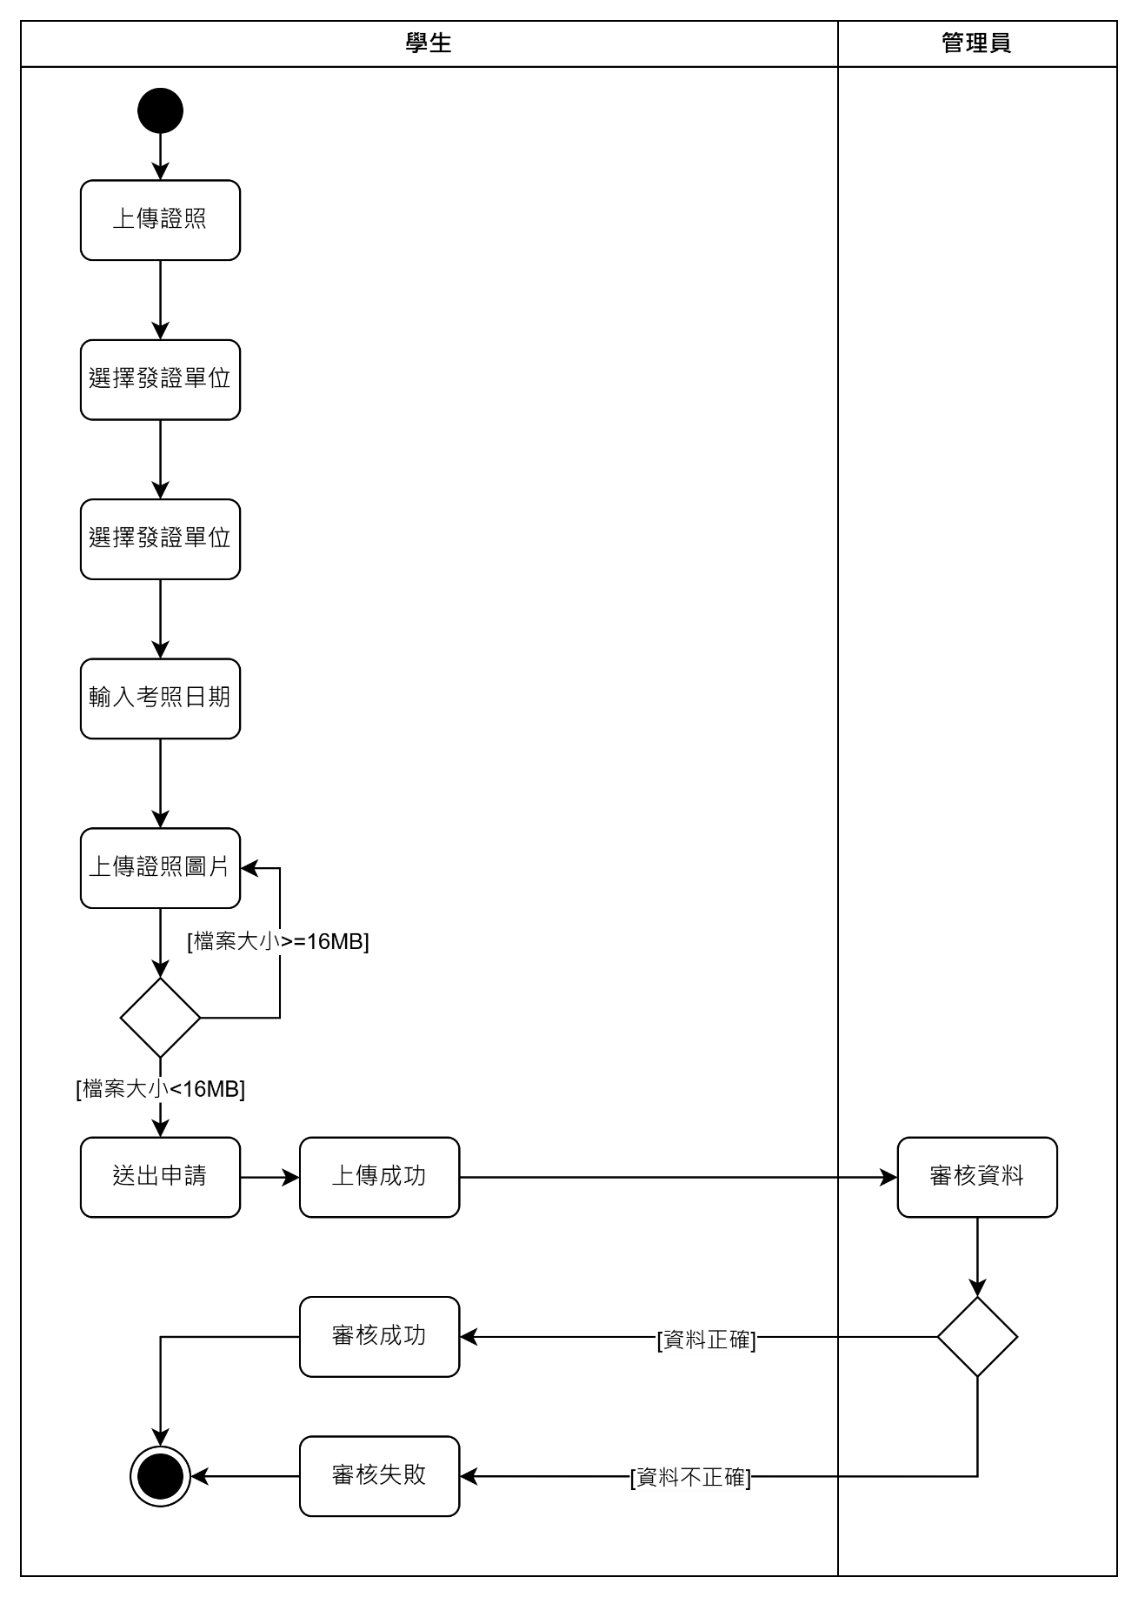 學生
管理員
上傳證照
選擇發證單位
選擇發證單位
輸入考照日期
上傳證照圖片
[檔案大小>=16MB]
[檔案大小<16MB]
送出申請
上傳成功
審核資料
審核成功
[資料正確]
審核失敗
[資料不正確]